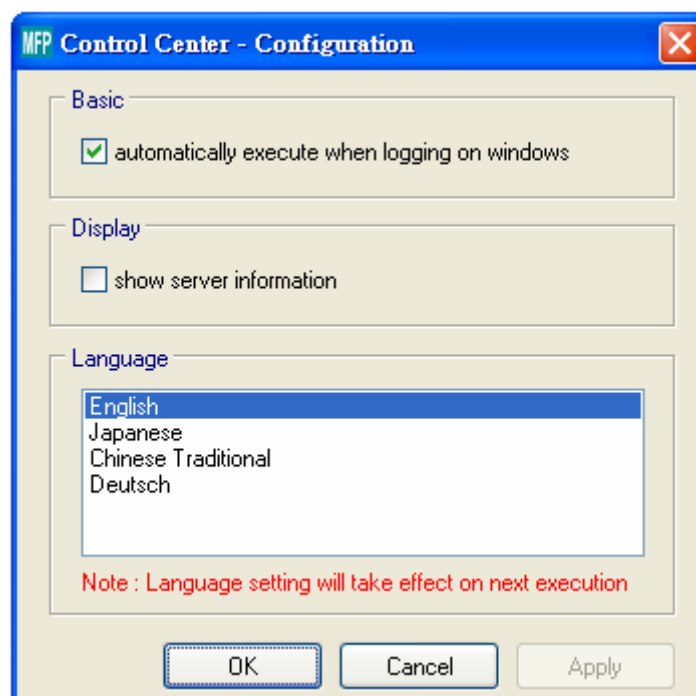 MFP Control Center - Configuration
Basic
automatically execute when logging on windows
Display
show server information
Language
English
Japanese
Chinese Traditional
Deutsch
Note : Language setting will take effect on next execution
OK Cancel Apply